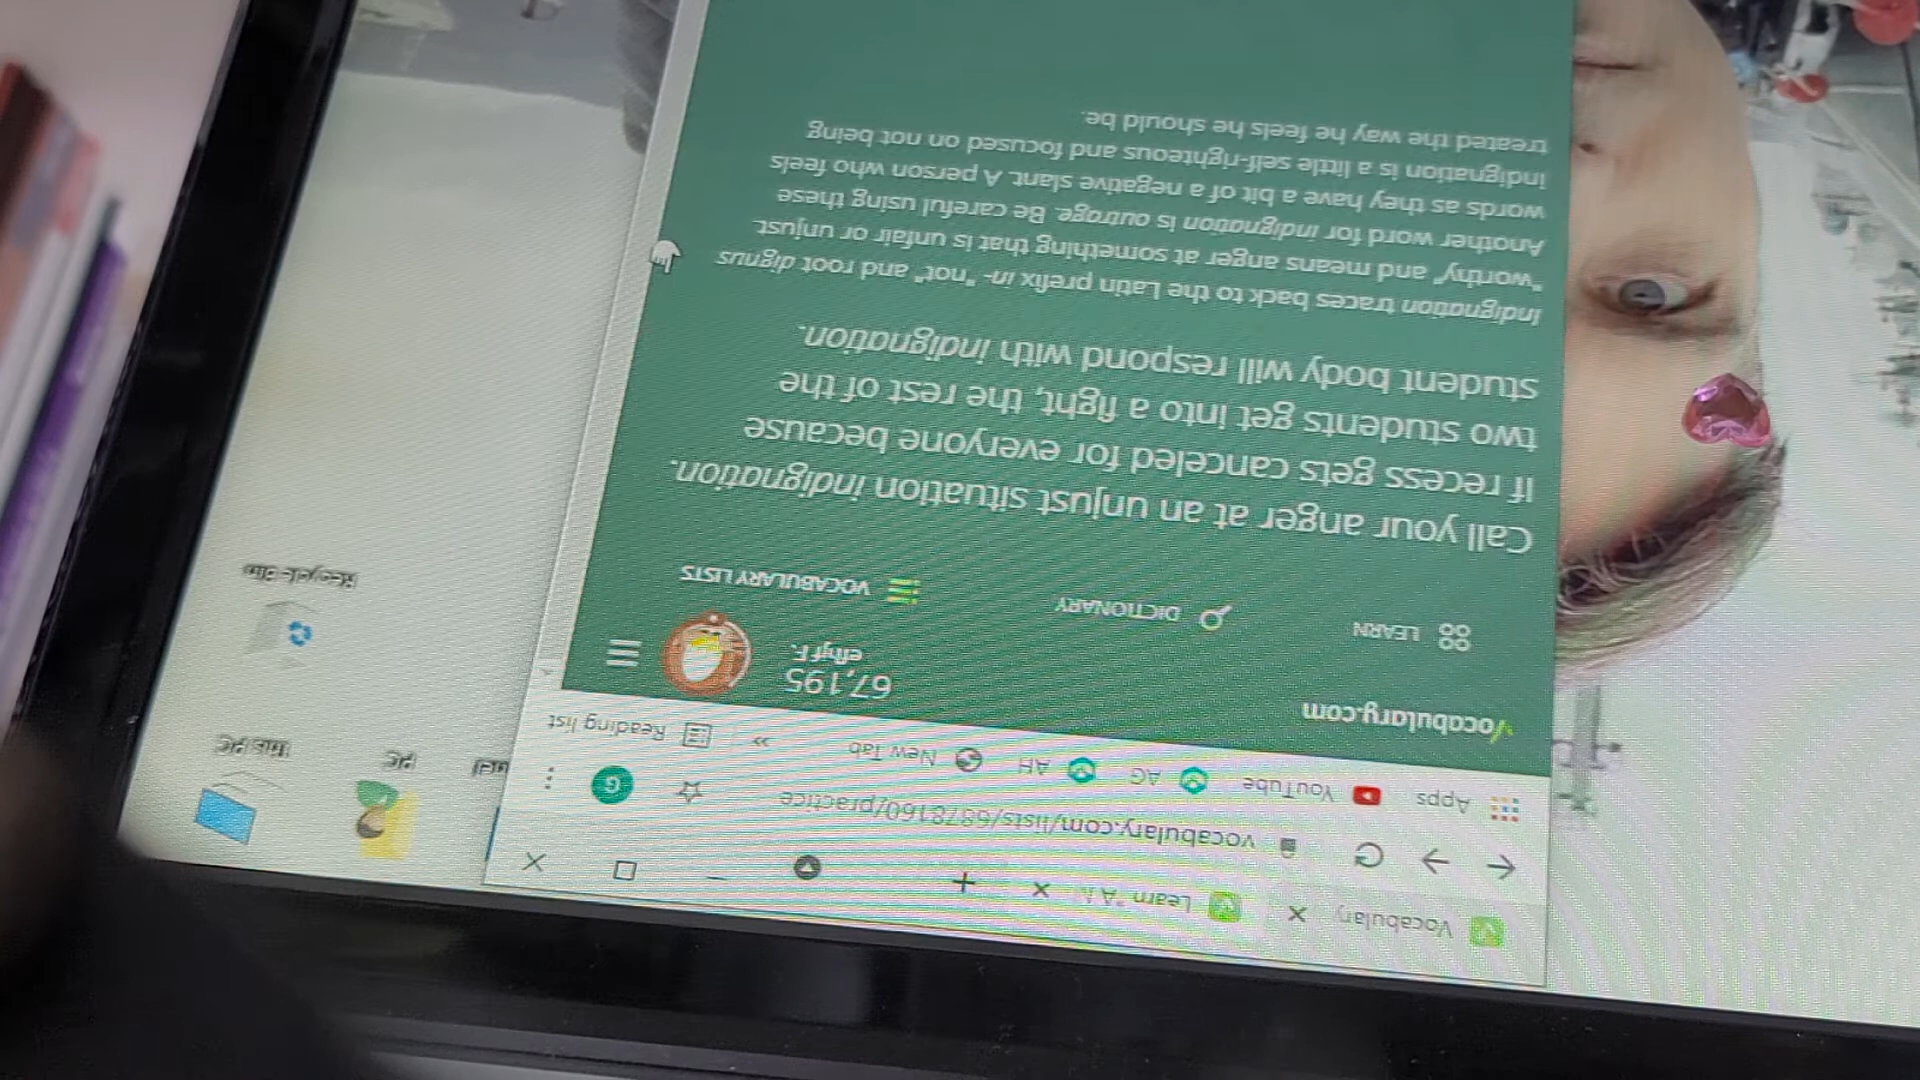 Vocabulary
Learn "A
vocabulary.com/lists/6878160/practice
G
Apps
YouTube
AG
AH
New Tab
»
Reading list
Vocabulary.com
67,195
effyF F.
LEARN
DICTIONARY
VOCABULARY LISTS
Call your anger at an unjust situation indignation.
If recess gets canceled for everyone because
two students get into a fight, the rest of the
student body will respond with indignation.
Indignation traces back to the Latin prefix in- "not" and root dignus
"worthy" and means anger at something that is unfair or unjust.
Another word for indignation is outrage. Be careful using these
words as they have a bit of a negative slant. A person who feels
indignation is a little self-righteous and focused on not being
treated the way he feels he should be.
This PC
PC
Recycle Bin